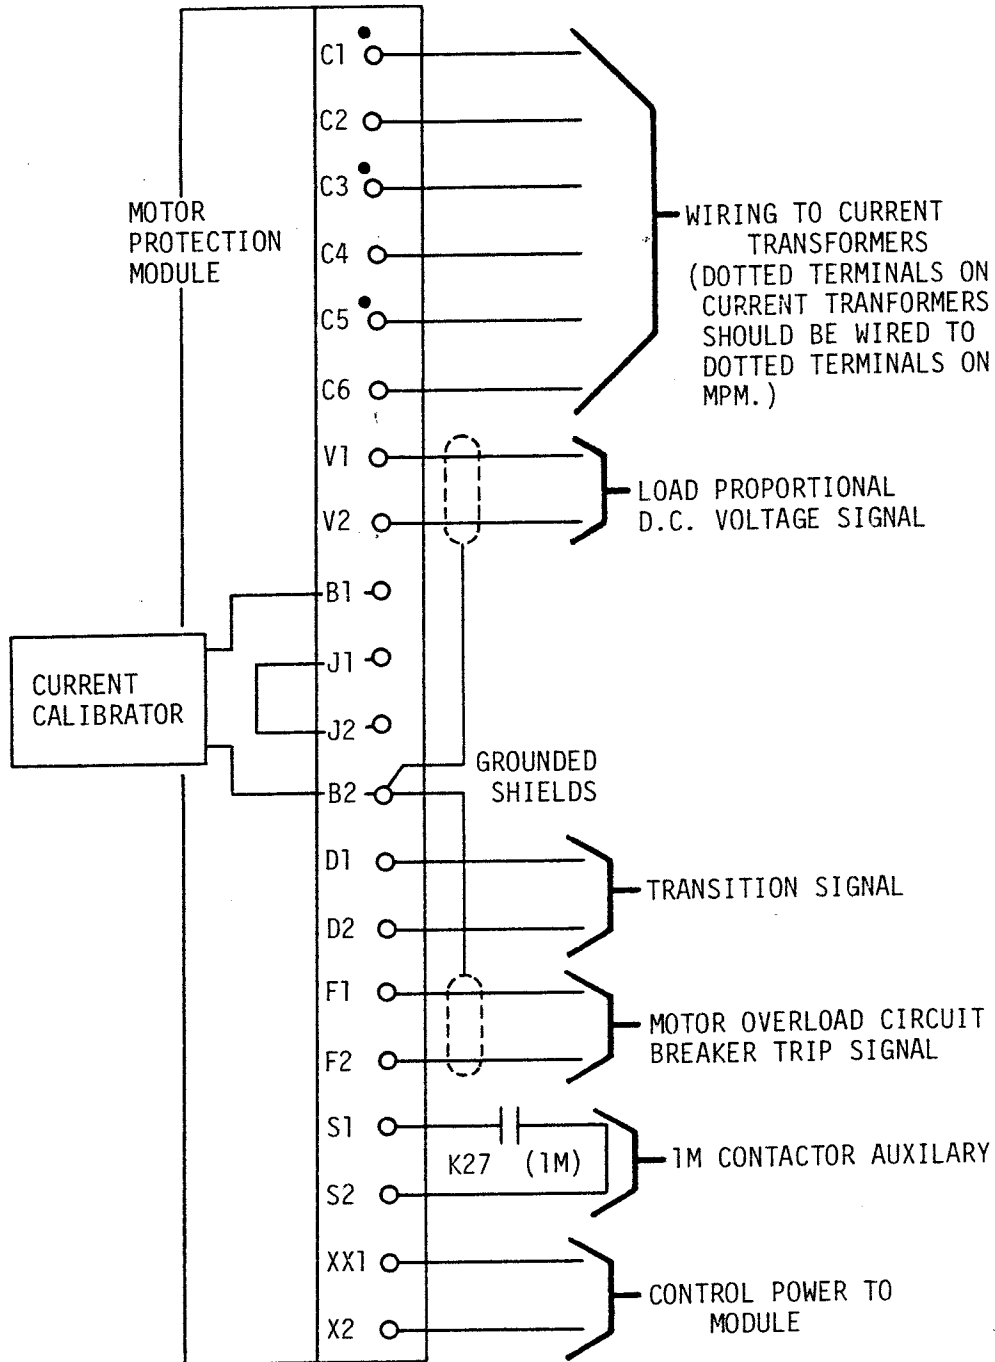 C1
C2
C3
C4
C5
C6
V1
V2
B1
J1
J2
B2
D1
D2
F1
F2
S1
S2
XX1
X2
MOTOR
PROTECTION
MODULE
CURRENT
CALIBRATOR
WIRING TO CURRENT
TRANSFORMERS
(DOTTED TERMINALS ON
CURRENT TRANFORMERS
SHOULD BE WIRED TO
DOTTED TERMINALS ON
MPM.)
LOAD PROPORTIONAL
D.C. VOLTAGE SIGNAL
GROUNDED
SHIELDS
TRANSITION SIGNAL
MOTOR OVERLOAD CIRCUIT
BREAKER TRIP SIGNAL
K27 (1M)
1M CONTACTOR AUXILARY
CONTROL POWER TO
MODULE